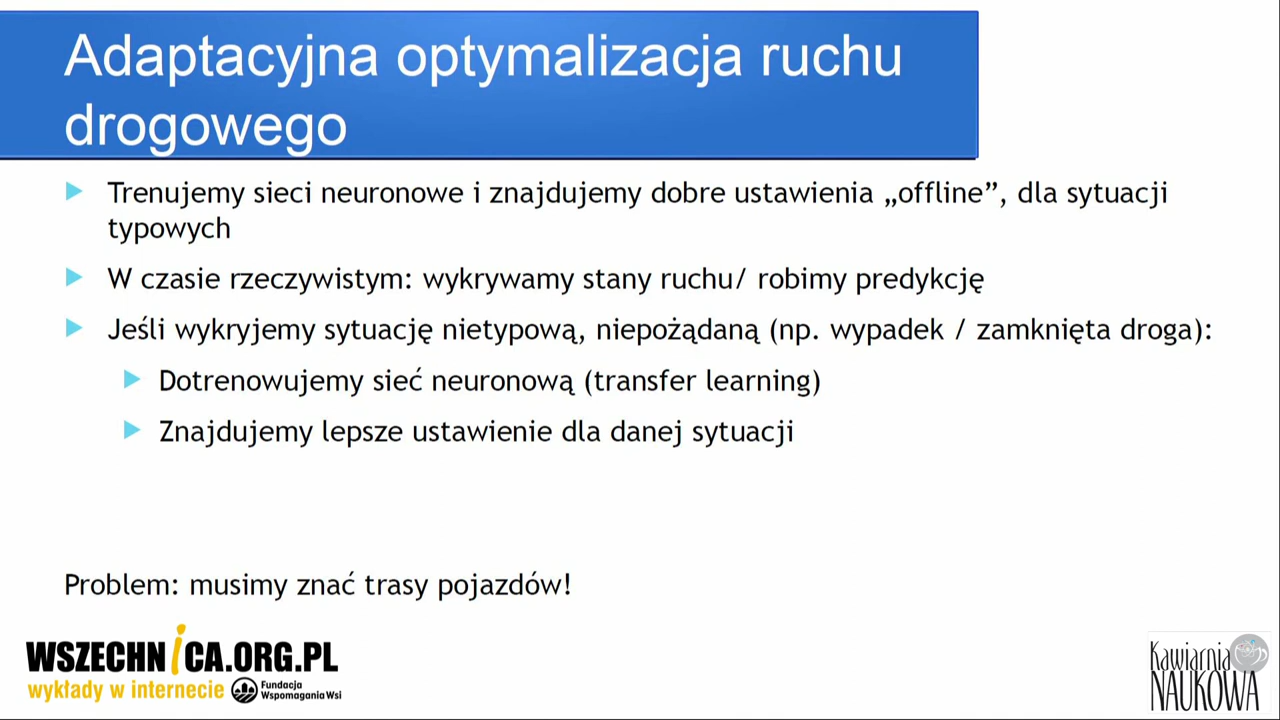 Adaptacyjna optymalizacja ruchu
drogowego
Trenujemy sieci neuronowe i znajdujemy dobre ustawienia „offline”, dla sytuacji
typowych
W czasie rzeczywistym: wykrywamy stany ruchu/ robimy predykcję
Jeśli wykryjemy sytuację nietypową, niepożądaną (np. wypadek / zamknięta droga):
Dotrenowujemy sieć neuronową (transfer learning)
Znajdujemy lepsze ustawienie dla danej sytuacji
Problem: musimy znać trasy pojazdów!
WSZECHNiCA.ORG.PL
wykłady w internecie
Fundacja
Wspomagania Wsi
Kawiarnia
NAUKOWA